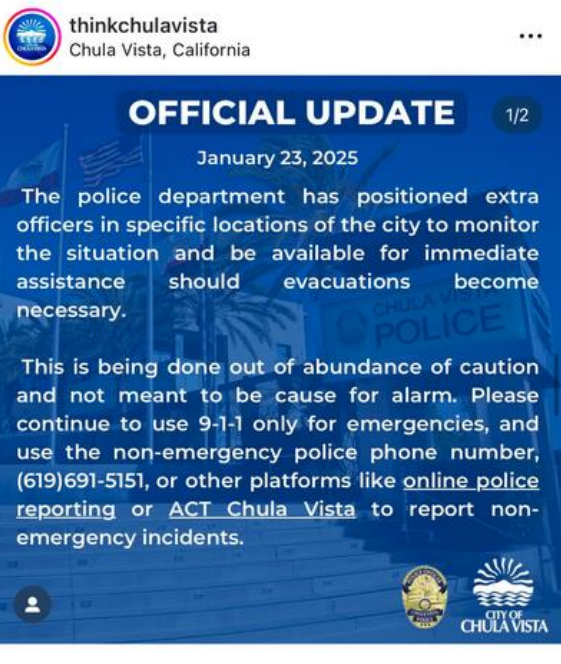 thinkchulavista
Chula Vista, California
OFFICIAL UPDATE
1/2
January 23, 2025
The police department has positioned extra
officers in specific locations of the city to monitor
the situation and be available for immediate
assistance should evacuations become
necessary.
This is being done out of abundance of caution
and not meant to be cause for alarm. Please
continue to use 9-1-1 only for emergencies, and
use the non-emergency police phone number,
(619)691-5151, or other platforms like online police
reporting or ACT Chula Vista to report non-
emergency incidents.
CHULA VISTA
POLICE
CITY OF
CHULA VISTA